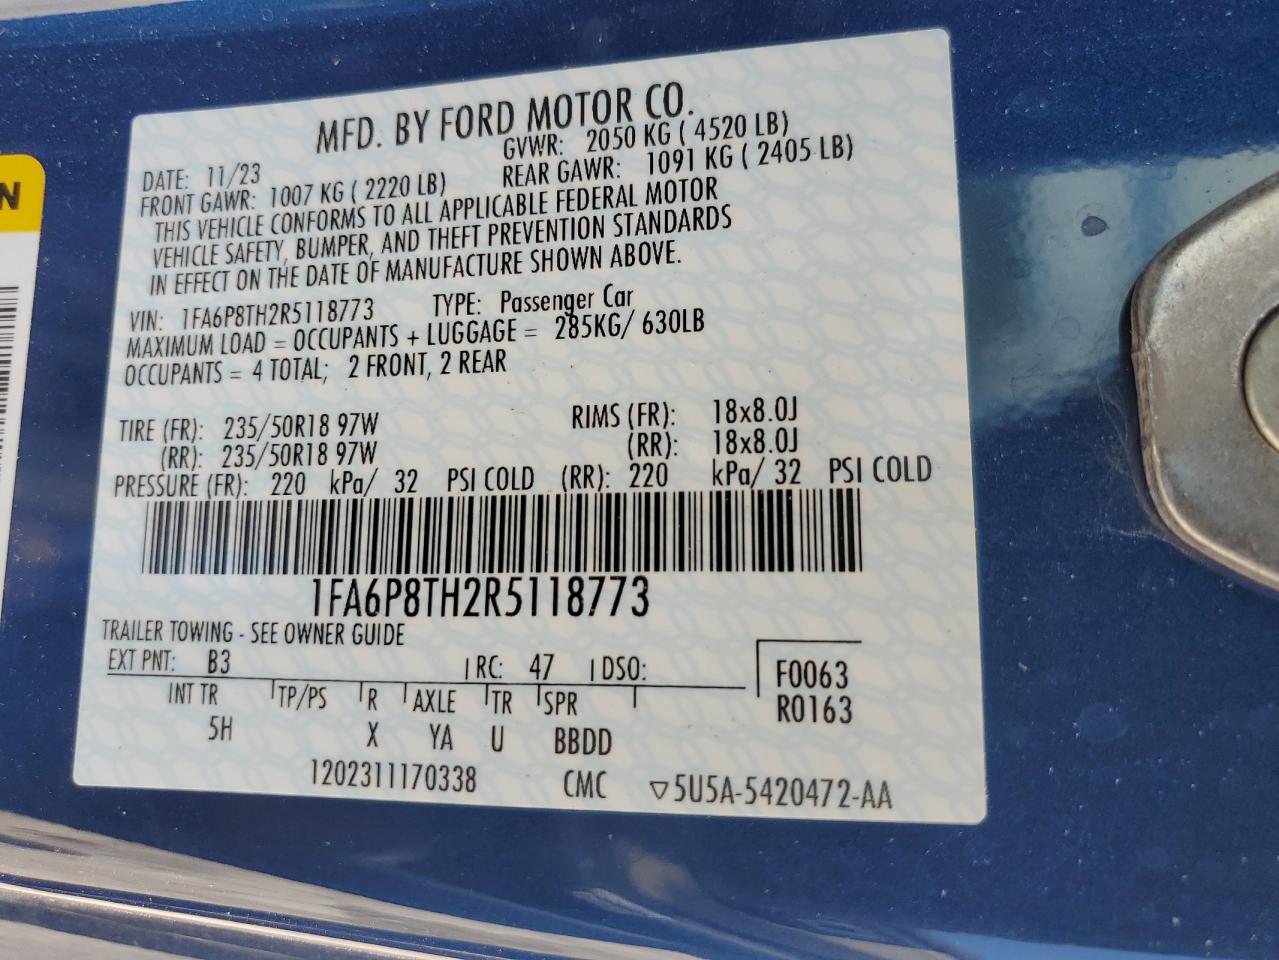 N
MFD. BY FORD MOTOR CO.
DATE: 11/23 GVWR: 2050 KG ( 4520 LB)
FRONT GAWR: 1007 KG ( 2220 LB) REAR GAWR: 1091 KG ( 2405 LB)
THIS VEHICLE CONFORMS TO ALL APPLICABLE FEDERAL MOTOR
VEHICLE SAFETY, BUMPER, AND THEFT PREVENTION STANDARDS
IN EFFECT ON THE DATE OF MANUFACTURE SHOWN ABOVE.
VIN: 1FA6P8TH2R5118773 TYPE: Passenger Car
MAXIMUM LOAD = OCCUPANTS + LUGGAGE = 285KG/ 630LB
OCCUPANTS = 4 TOTAL; 2 FRONT, 2 REAR
TIRE (FR): 235/50R18 97W RIMS (FR): 18x8.0J
(RR): 235/50R18 97W (RR): 18x8.0J
PRESSURE (FR): 220 kPa/ 32 PSI COLD (RR): 220 kPa/ 32 PSI COLD
1FA6P8TH2R5118773
TRAILER TOWING - SEE OWNER GUIDE
EXT PNT: B3 RC: 47 DSO: F0063
INT TR TP/PS R AXLE TR SPR R0163
5H X YA U BBDD
1202311170338 CMC ▽5U5A-5420472-AA